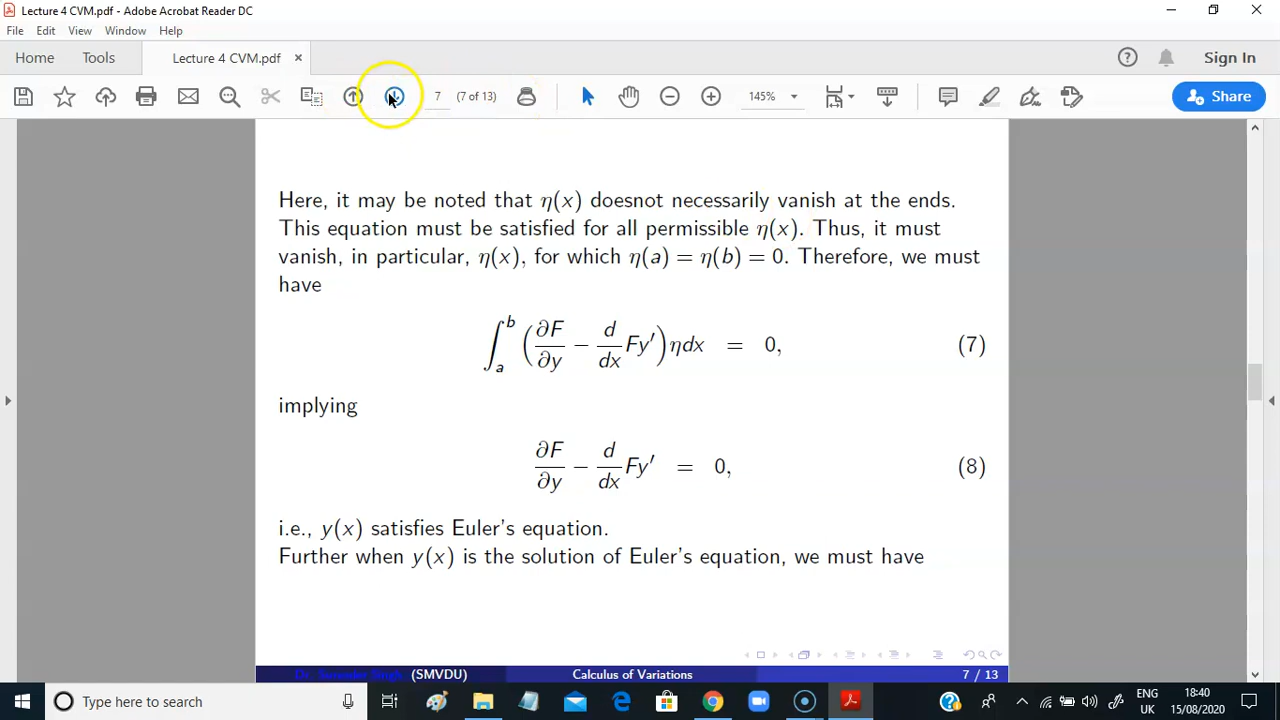 Lecture 4 CVM.pdf - Adobe Acrobat Reader DC
File Edit View Window Help
Home Tools Lecture 4 CVM.pdf × Sign In
7 (7 of 13) 145% Share
Here, it may be noted that η(x) doesnot necessarily vanish at the ends.
This equation must be satisfied for all permissible η(x). Thus, it must
vanish, in particular, η(x), for which η(a) = η(b) = 0. Therefore, we must
have
∫_a^b (∂F/∂y − d/dx Fy′)ηdx = 0, (7)
implying
∂F/∂y − d/dx Fy′ = 0, (8)
i.e., y(x) satisfies Euler's equation.
Further when y(x) is the solution of Euler's equation, we must have
(SMVDU) Calculus of Variations 7 / 13
Type here to search
ENG 18:40
UK 15/08/2020